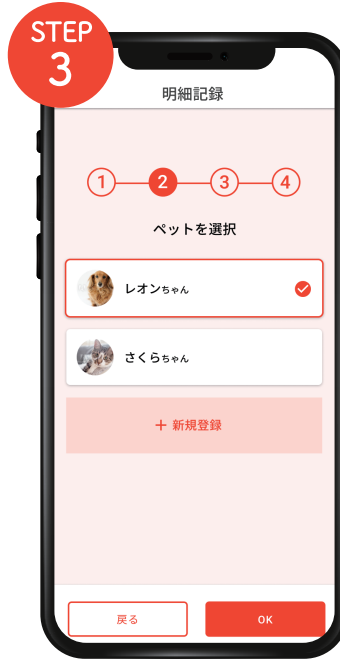 STEP
3
明細記録
1 2 3 4
ペットを選択
レオンちゃん
さくらちゃん
+ 新規登録
戻る OK